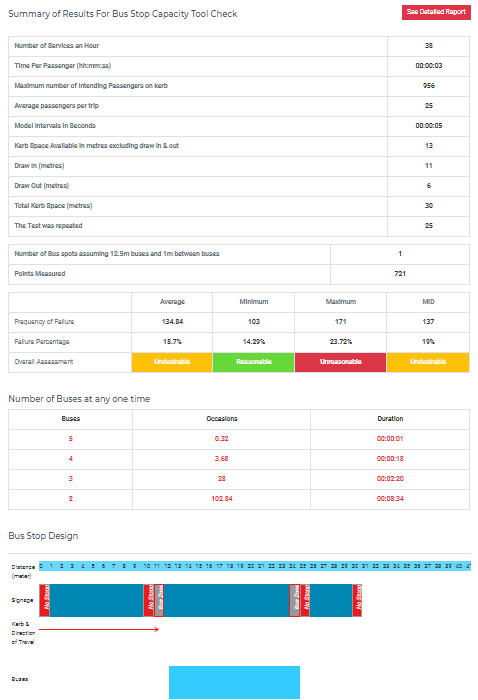 Summary of Results For Bus Stop Capacity Tool Check
See Detailed Report
Number of Services an Hour 38
Time Per Passenger (hh:mm:ss) 00:00:03
Maximum number of Intending Passengers on kerb 956
Average passengers per trip 25
Model Intervals In Seconds 00:00:05
Kerb Space Available in metres excluding draw in & out 13
Draw In (metres) 11
Draw Out (metres) 6
Total Kerb Space (metres) 30
The Test was repeated 25
Number of Bus spots assuming 12.5m buses and 1m between buses 1
Points Measured 721
Average Minimum Maximum MID
Frequency of Failure 134.84 103 171 137
Failure Percentage 18.7% 14.29% 23.72% 19%
Overall Assessment Undesirable Reasonable Unreasonable Undesirable
Number of Buses at any one time
Buses Occasions Duration
5 0.32 00:00:01
4 3.68 00:00:18
3 28 00:02:20
2 102.84 00:08:34
Bus Stop Design
Distance 0 1 2 3 4 5 6 7 8 9 10 11 12 13 14 15 16 17 18 19 20 21 22 23 24 25 26 27 28 29 30 31 32 33 34 35 36 37 38 39 40 41
(meter)
Signage No Stopp No Stopp Bus Zone Bus Zone No Stopp No Stopp
Kerb &
Direction
of Travel
Buses